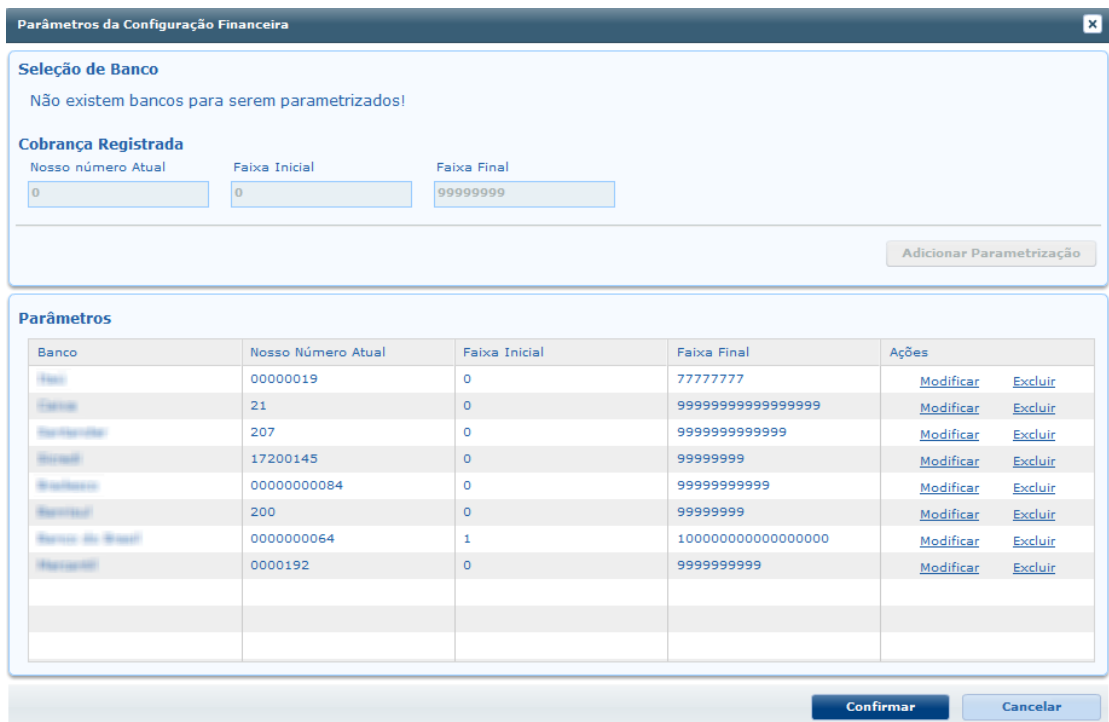 Parâmetros da Configuração Financeira
Seleção de Banco
Não existem bancos para serem parametrizados!
Cobrança Registrada
Nosso número Atual Faixa Inicial Faixa Final
0 0 99999999
Adicionar Parametrização
Parâmetros
Banco Nosso Número Atual Faixa Inicial Faixa Final Ações
00000019 0 77777777 Modificar Excluir
21 0 99999999999999999 Modificar Excluir
207 0 9999999999999 Modificar Excluir
17200145 0 99999999 Modificar Excluir
00000000084 0 99999999999 Modificar Excluir
200 0 99999999 Modificar Excluir
0000000064 1 100000000000000000 Modificar Excluir
0000192 0 9999999999 Modificar Excluir
Confirmar Cancelar